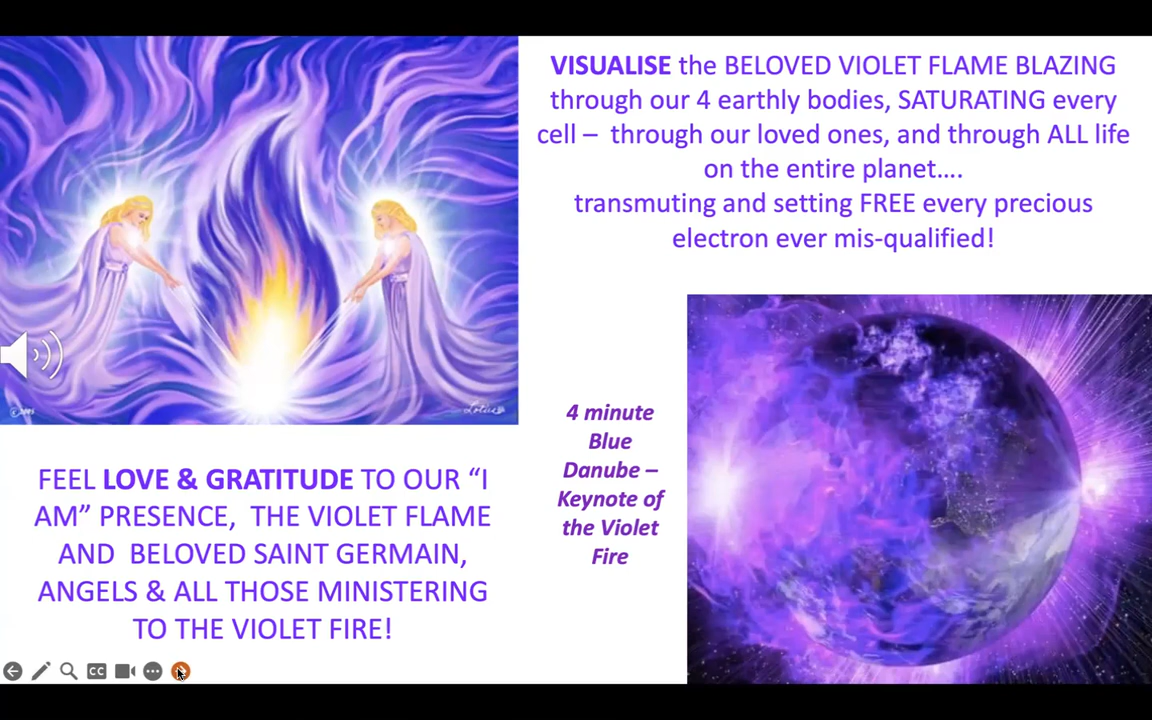 VISUALISE the BELOVED VIOLET FLAME BLAZING
through our 4 earthly bodies, SATURATING every
cell – through our loved ones, and through ALL life
on the entire planet….
transmuting and setting FREE every precious
electron ever mis-qualified!
©2005
Lotus
4 minute
Blue
Danube –
Keynote of
the Violet
Fire
FEEL LOVE & GRATITUDE TO OUR “I
AM” PRESENCE, THE VIOLET FLAME
AND BELOVED SAINT GERMAIN,
ANGELS & ALL THOSE MINISTERING
TO THE VIOLET FIRE!
CC